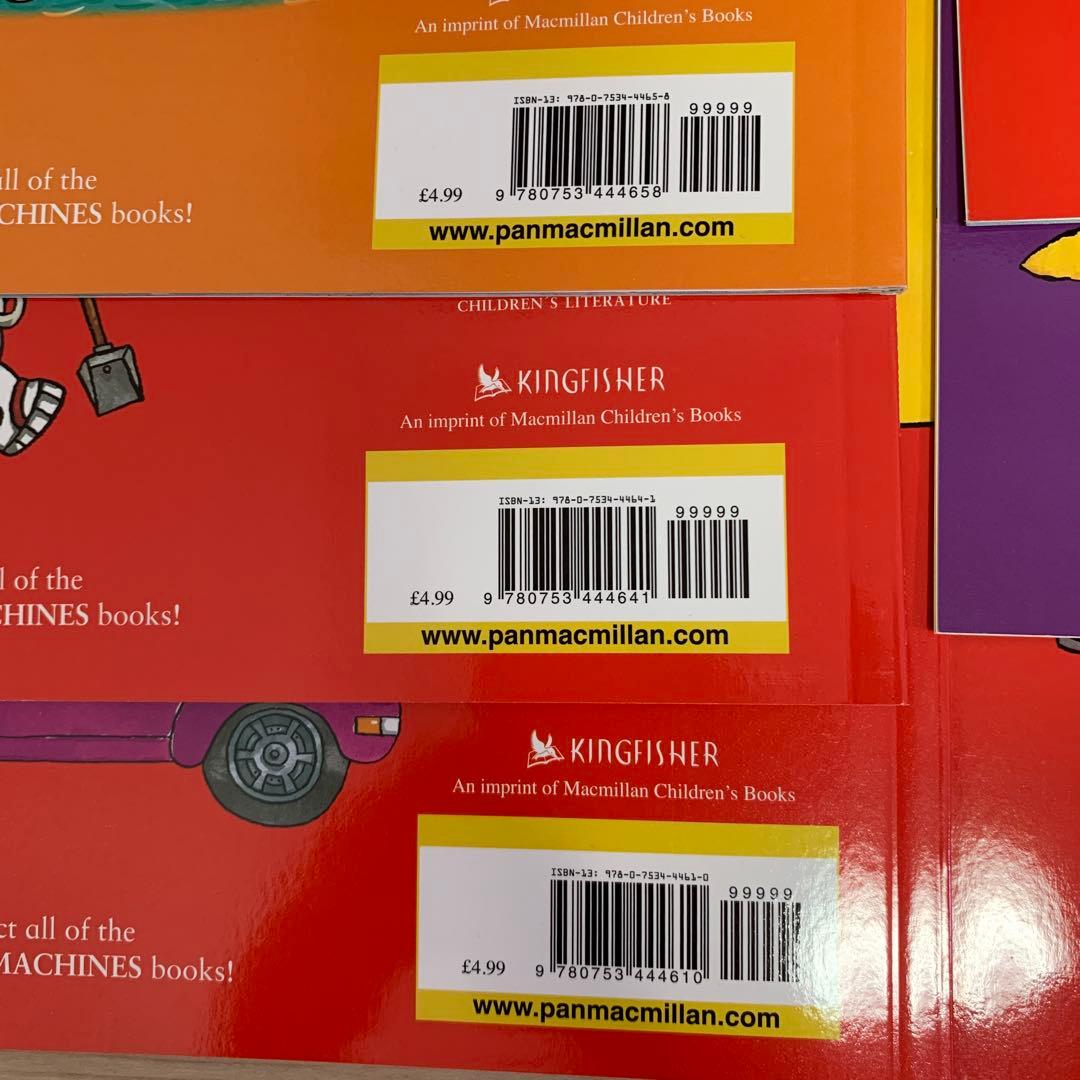 An imprint of Macmillan Children's Books
ISBN-13: 978-0-7534-4465-8
99999
£4.99
9 780753 444658
www.panmacmillan.com
all of the
CHINES books!
CHILDREN'S LITERATURE
KINGFISHER
An imprint of Macmillan Children's Books
ISBN-13: 978-0-7534-4464-1
99999
£4.99
9 780753 444641
www.panmacmillan.com
l of the
CHINES books!
KINGFISHER
An imprint of Macmillan Children's Books
ISBN-13: 978-0-7534-4461-0
99999
£4.99
9 780753 444610
www.panmacmillan.com
ct all of the
MACHINES books!